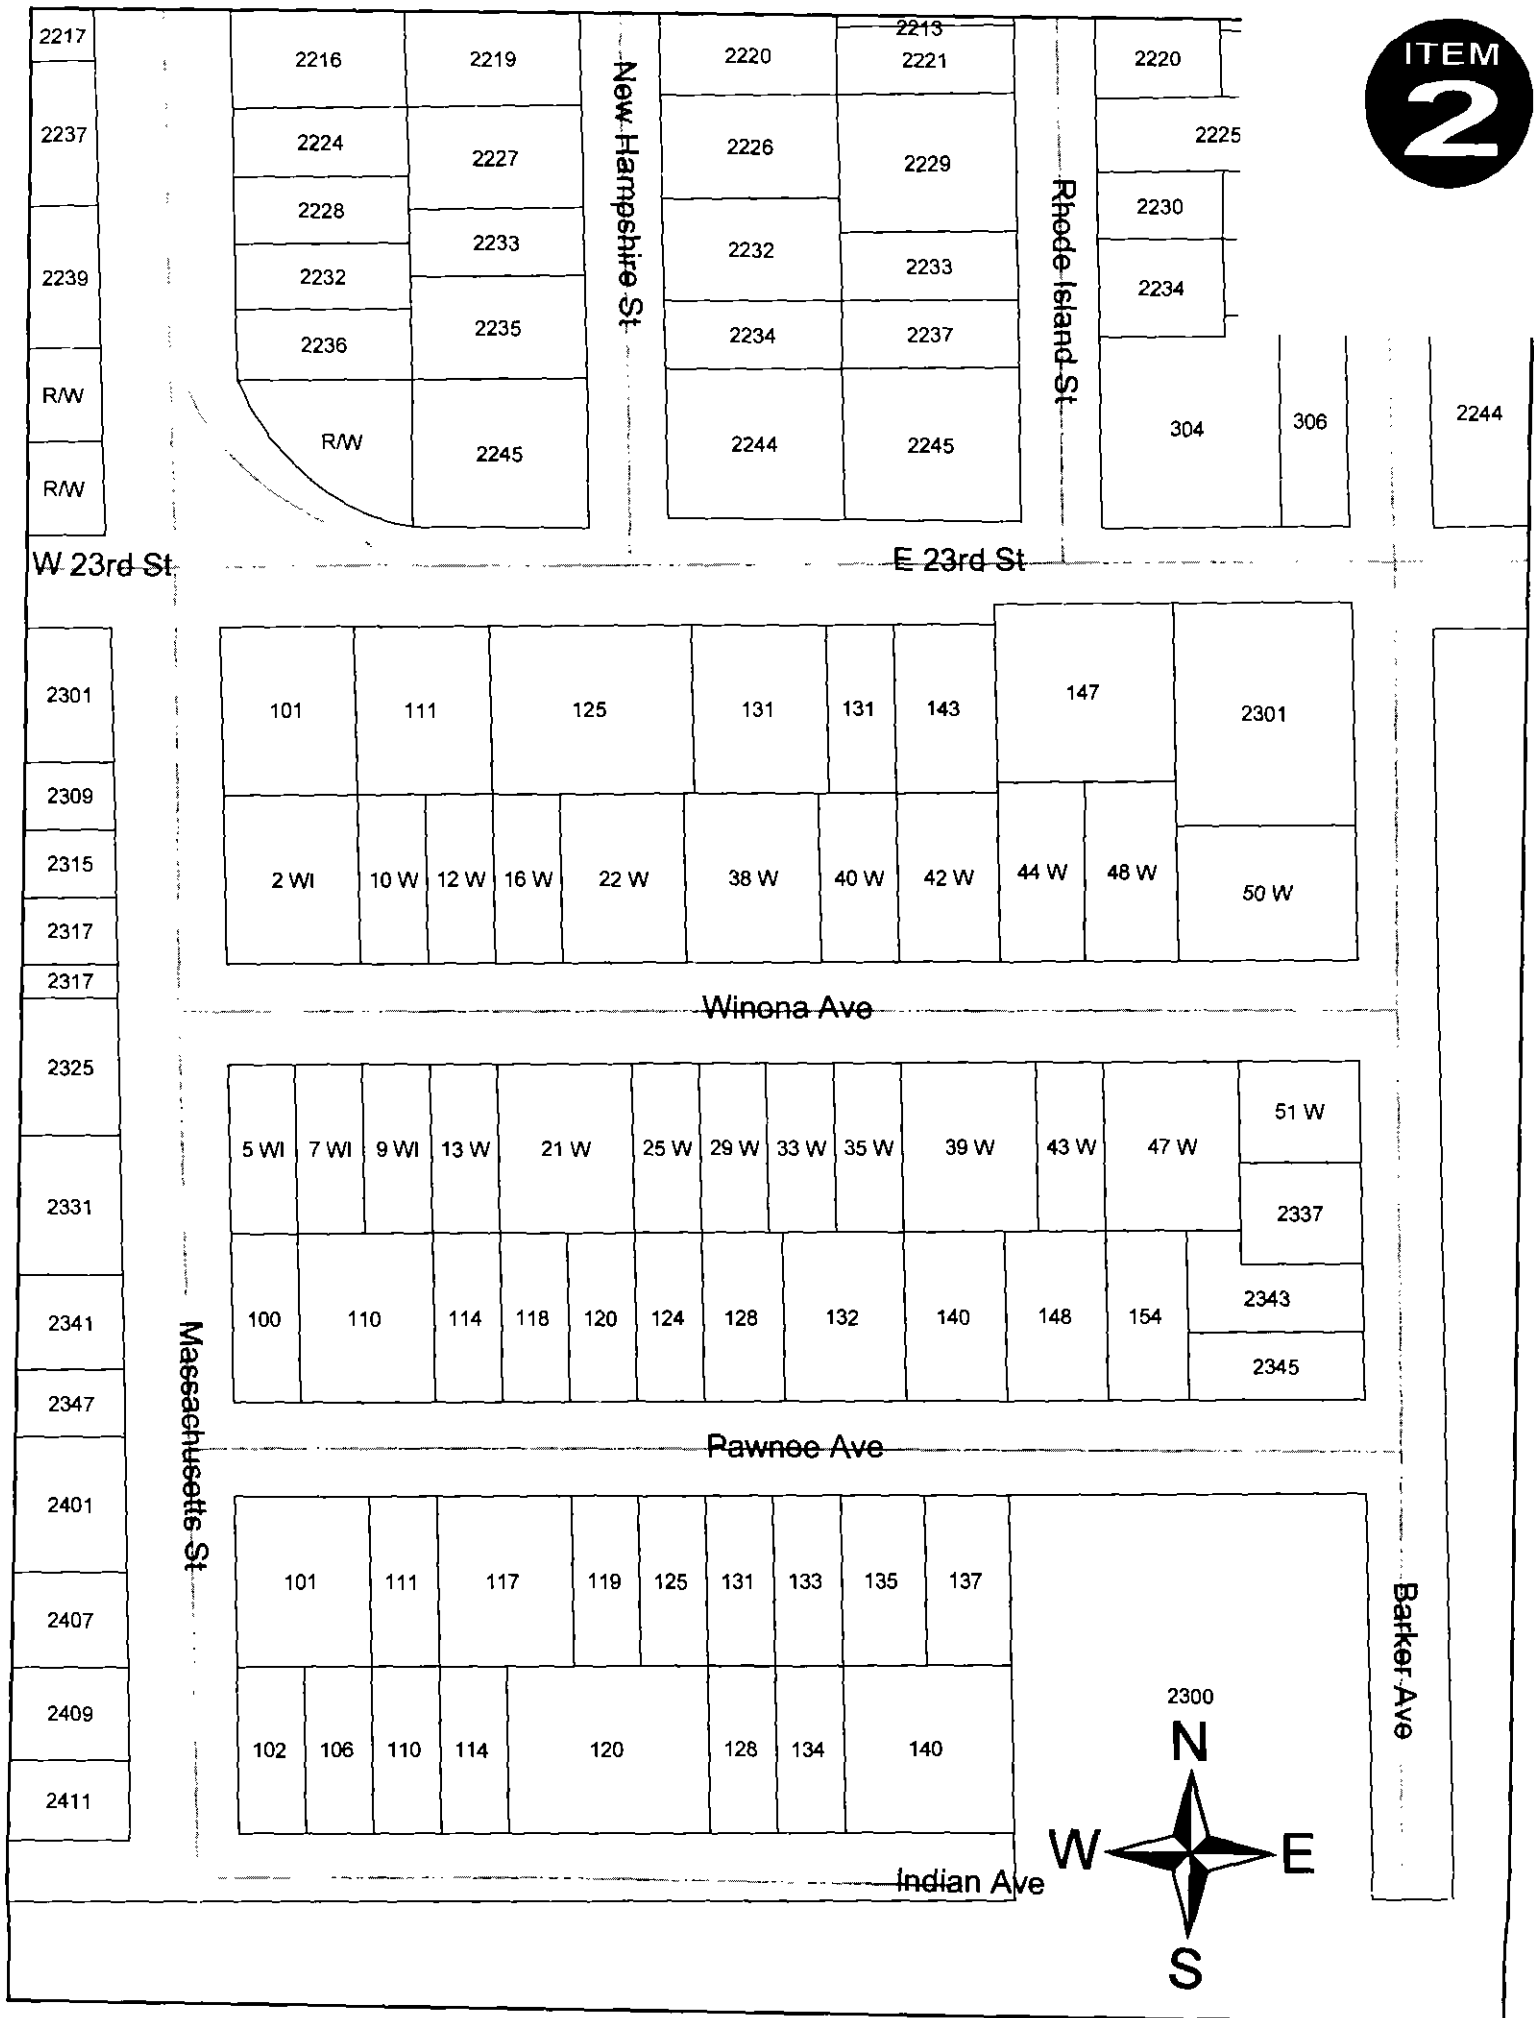 ITEM
2
2217
2237
2239
R/W
R/W
2216
2224
2228
2232
2236
R/W
2219
2227
2233
2235
2245
New Hampshire St
2220
2226
2232
2234
2244
2213
2221
2229
2233
2237
2245
Rhode Island St
2220
2225
2230
2234
304
306
2244
W 23rd St
E 23rd St
2301
2309
2315
2317
2317
2325
2331
2341
2347
2401
2407
2409
2411
Massachusetts St
101
111
125
131
131
143
147
2301
2 WI
10 W
12 W
16 W
22 W
38 W
40 W
42 W
44 W
48 W
50 W
Winona Ave
5 WI
7 WI
9 WI
13 W
21 W
25 W
29 W
33 W
35 W
39 W
43 W
47 W
51 W
2337
100
110
114
118
120
124
128
132
140
148
154
2343
2345
Pawnee Ave
101
111
117
119
125
131
133
135
137
102
106
110
114
120
128
134
140
2300
Barker Ave
Indian Ave
N
W
E
S